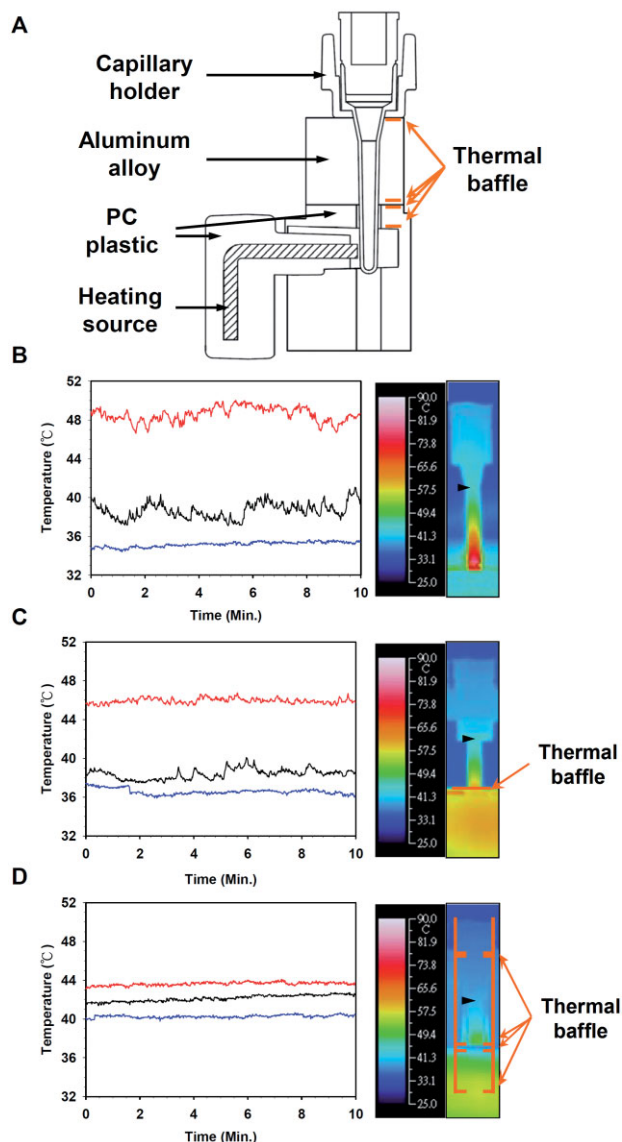 A
Capillary
holder
Aluminum
alloy
PC
plastic
Heating
source
Thermal
baffle
B
Temperature (℃)
52
48
44
40
36
32
0
2
4
6
8
10
Time (Min.)
90.0
C
81.9
73.8
65.6
57.5
49.4
41.3
33.1
25.0
C
Temperature (℃)
52
48
44
40
36
32
0
2
4
6
8
10
Time (Min.)
90.0
C
81.9
73.8
65.6
57.5
49.4
41.3
33.1
25.0
Thermal
baffle
D
Temperature (℃)
52
48
44
40
36
32
0
2
4
6
8
10
Time (Min.)
90.0
C
81.9
73.8
65.6
57.5
49.4
41.3
33.1
25.0
Thermal
baffle